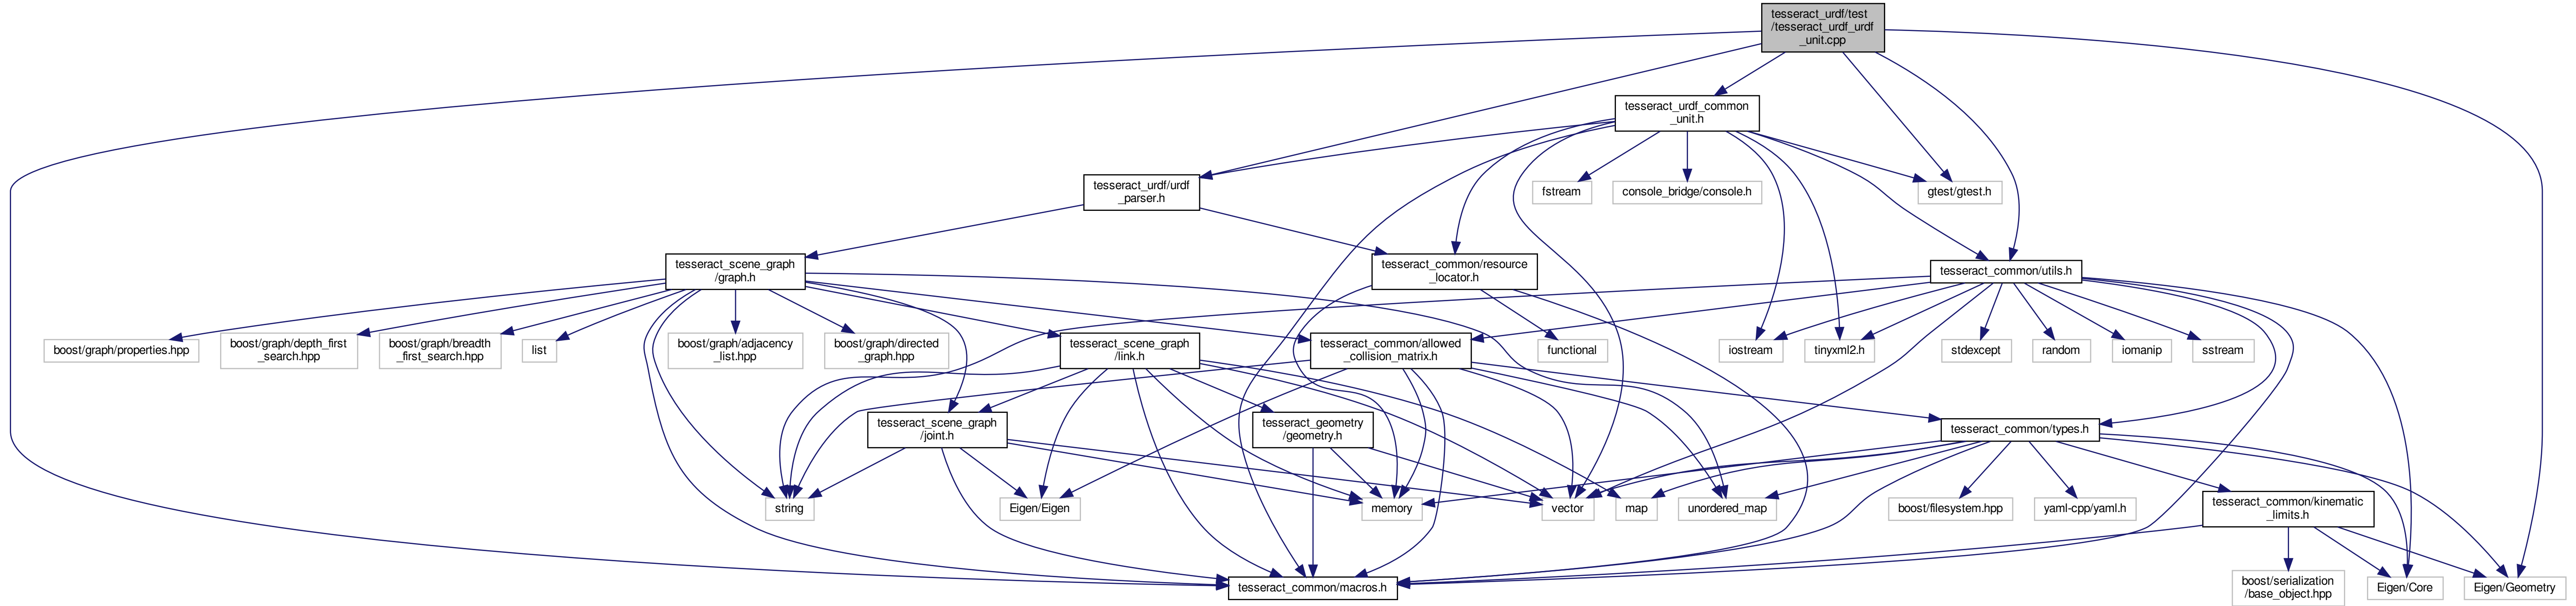 tesseract_urdf/test
/tesseract_urdf_urdf
_unit.cpp
tesseract_urdf_common
_unit.h
tesseract_urdf/urdf
_parser.h
fstream
console_bridge/console.h
gtest/gtest.h
tesseract_scene_graph
/graph.h
tesseract_common/resource
_locator.h
tesseract_common/utils.h
boost/graph/properties.hpp
boost/graph/depth_first
_search.hpp
boost/graph/breadth
_first_search.hpp
list
boost/graph/adjacency
_list.hpp
boost/graph/directed
_graph.hpp
tesseract_scene_graph
/link.h
tesseract_common/allowed
_collision_matrix.h
functional
iostream
tinyxml2.h
stdexcept
random
iomanip
sstream
tesseract_scene_graph
/joint.h
tesseract_geometry
/geometry.h
tesseract_common/types.h
string
Eigen/Eigen
memory
vector
map
unordered_map
boost/filesystem.hpp
yaml-cpp/yaml.h
tesseract_common/kinematic
_limits.h
tesseract_common/macros.h
boost/serialization
/base_object.hpp
Eigen/Core
Eigen/Geometry